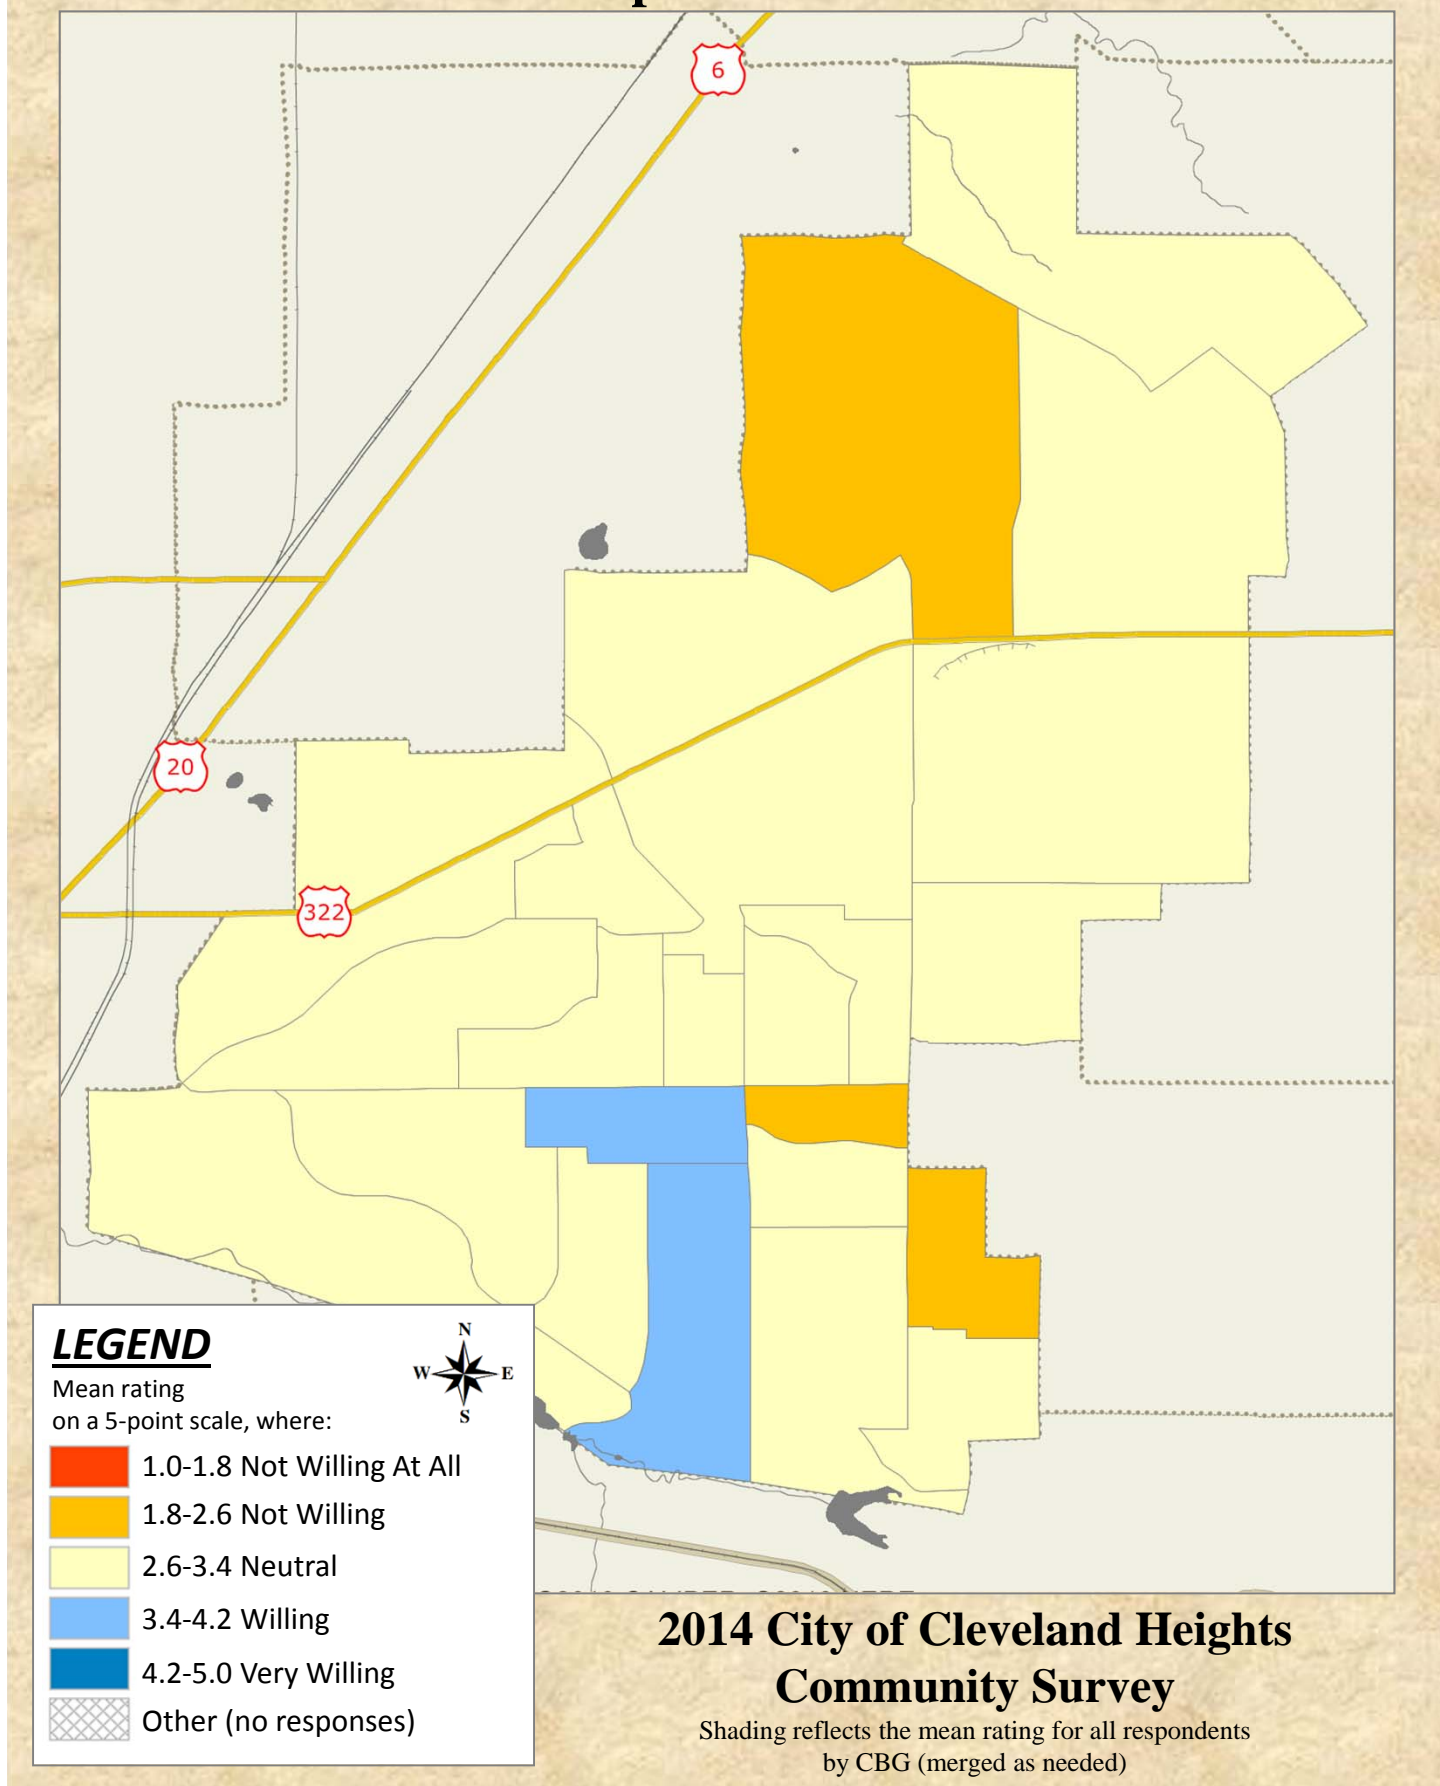 6
20
322
LEGEND
N
W E
S
Mean rating
on a 5-point scale, where:
1.0-1.8 Not Willing At All
1.8-2.6 Not Willing
2.6-3.4 Neutral
3.4-4.2 Willing
4.2-5.0 Very Willing
Other (no responses)
2014 City of Cleveland Heights
Community Survey
Shading reflects the mean rating for all respondents
by CBG (merged as needed)